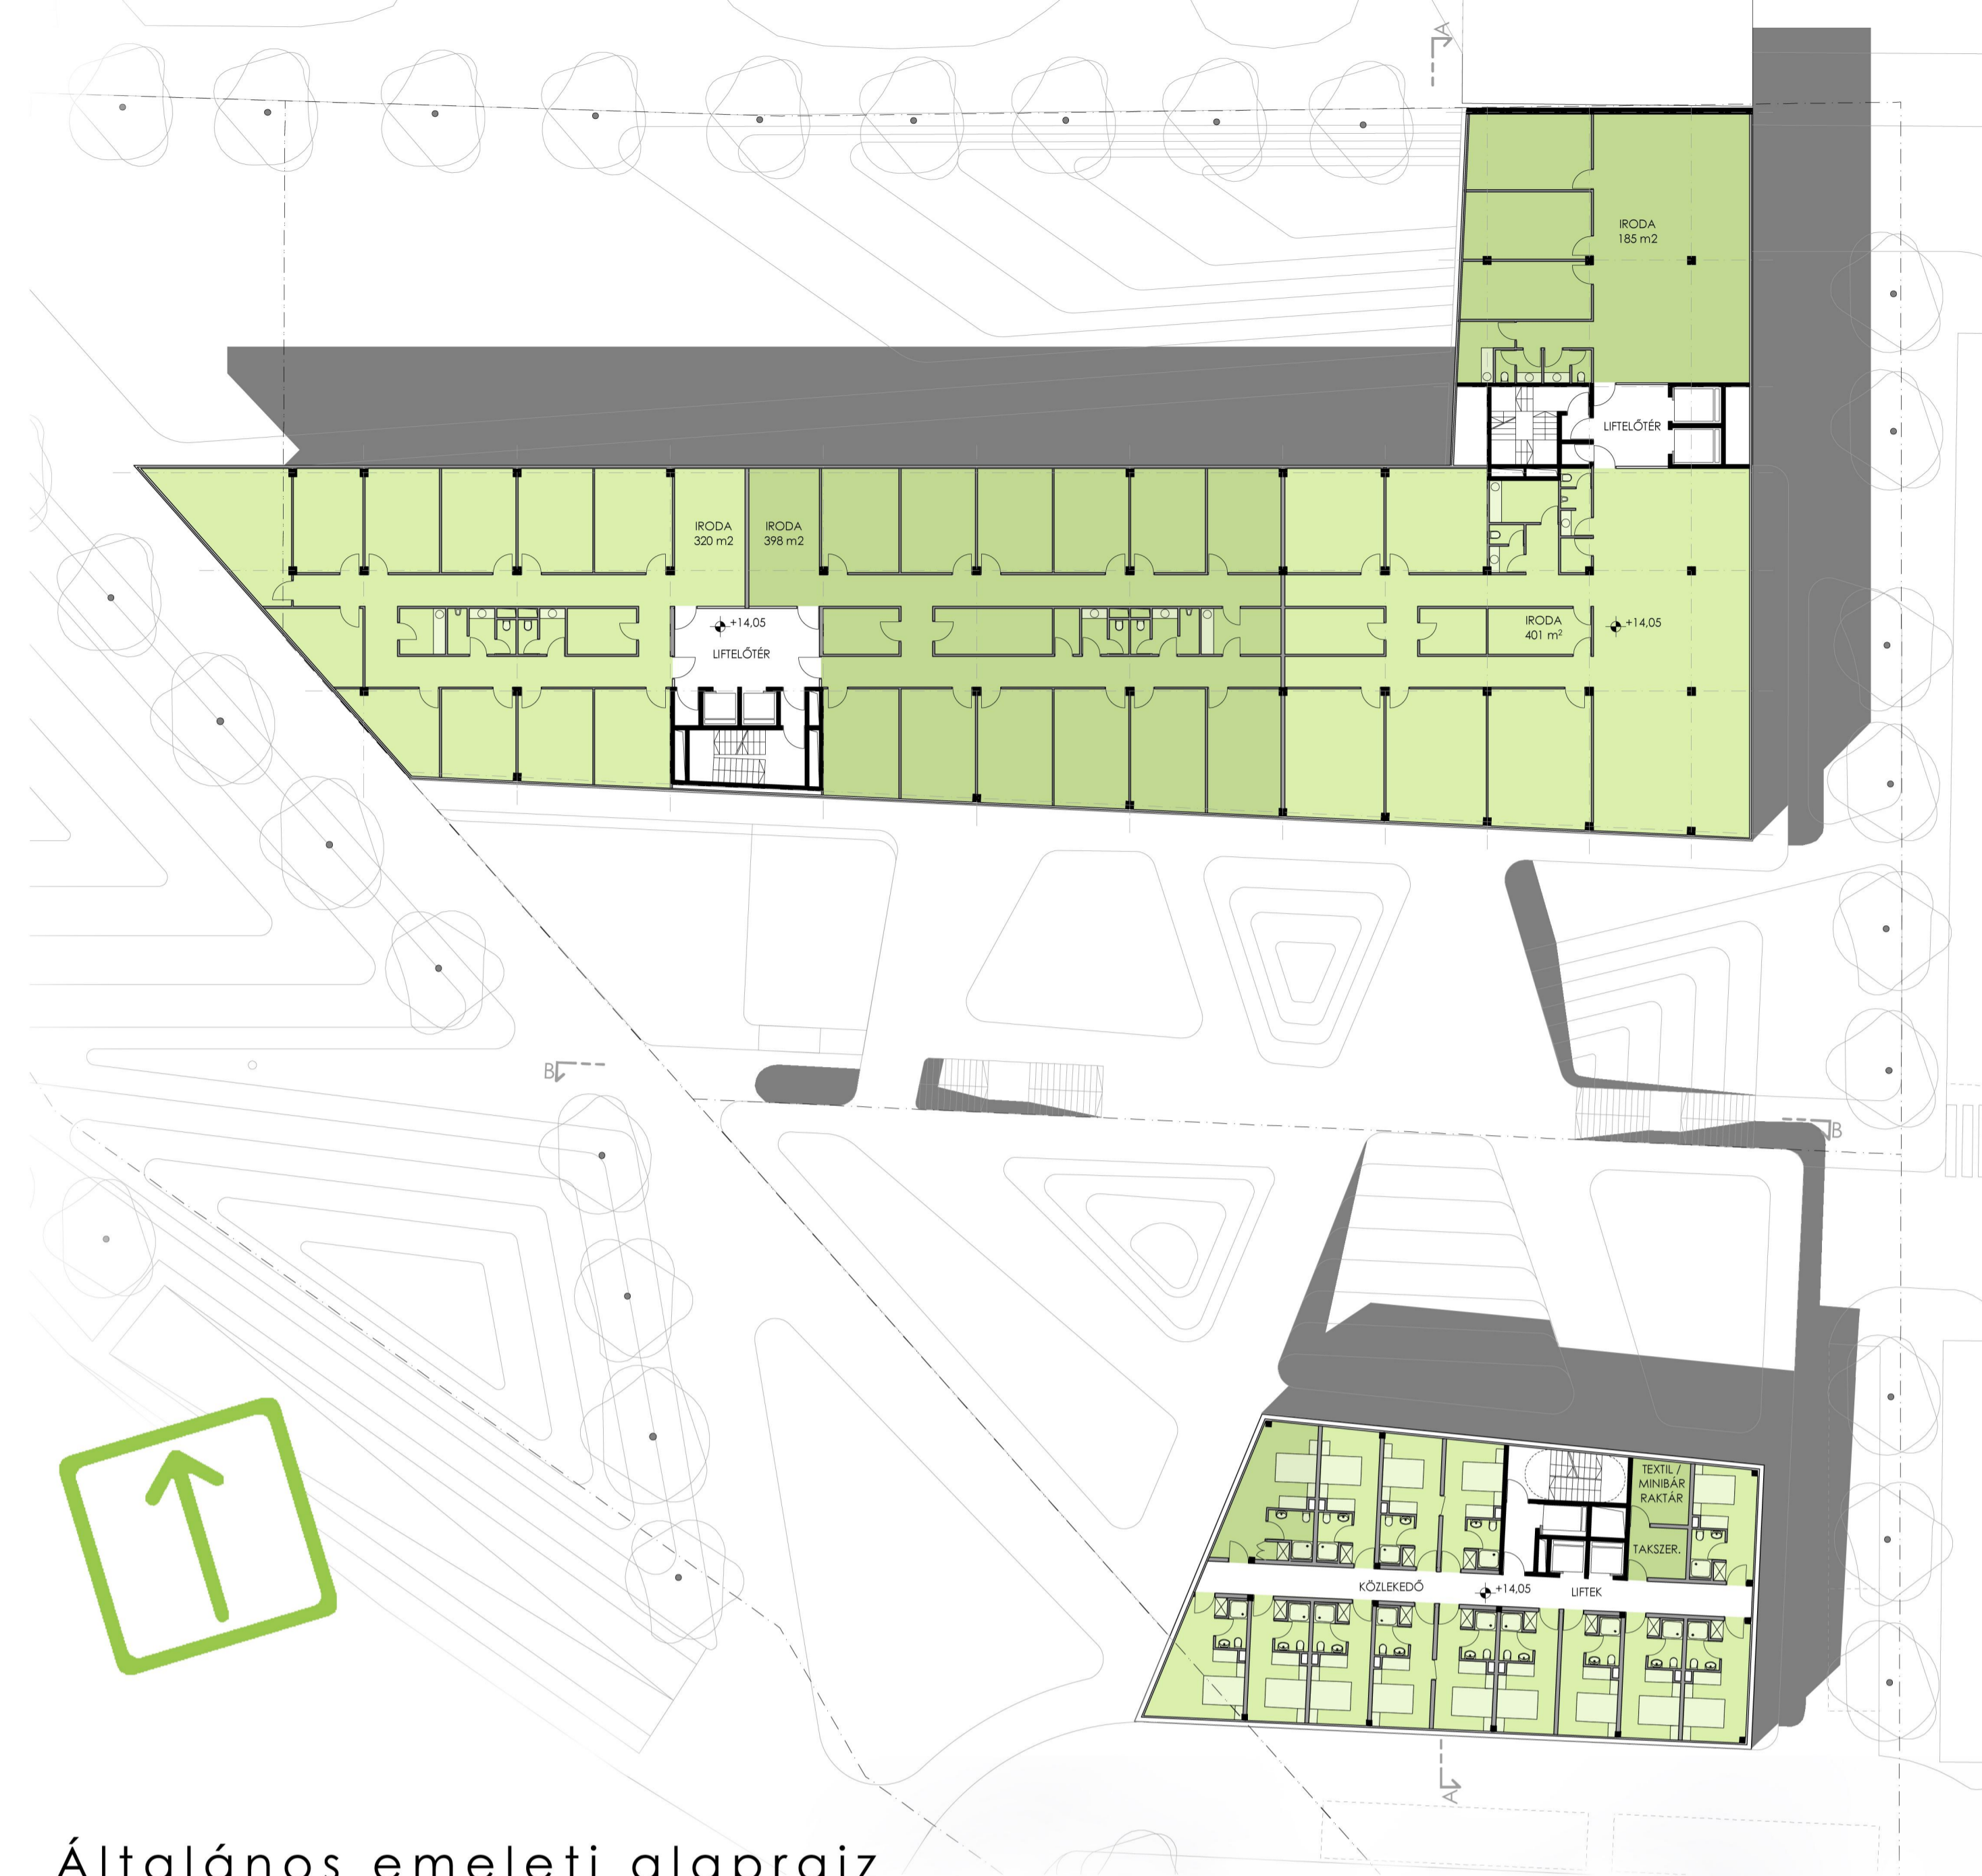 A
IRODA
185 m2
LIFTELŐTÉR
IRODA
320 m2
IRODA
398 m2
+14,05
LIFTELŐTÉR
IRODA
401 m²
+14,05
B
B
TEXTIL /
MINIBÁR
RAKTÁR
TAKSZER.
KÖZLEKEDŐ
+14,05
LIFTEK
A
Általános emeleti alaprajz